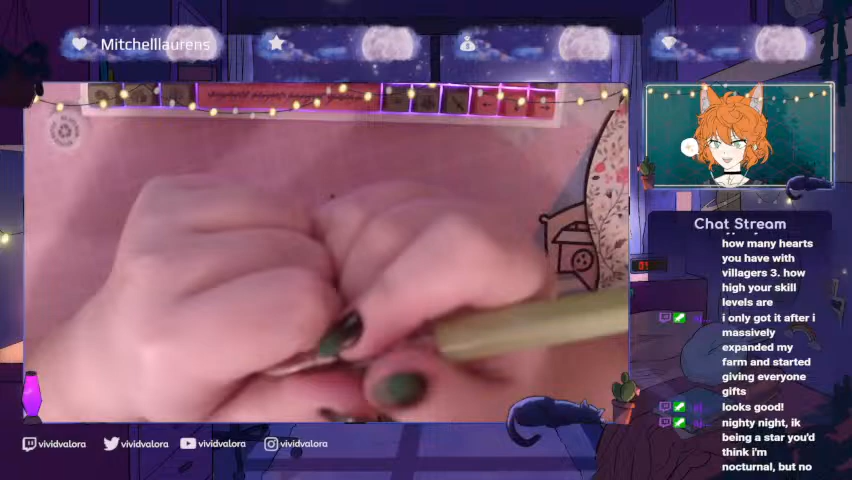 Mitchelllaurens
Chat Stream
how many hearts
you have with
villagers 3. how
high your skill
levels are
i only got it after i
massively
expanded my
farm and started
giving everyone
gifts
looks good!
nighty night, ik
being a star you'd
think i'm
nocturnal, but no
vividvalora
vividvalora
vividvalora
vividvalora